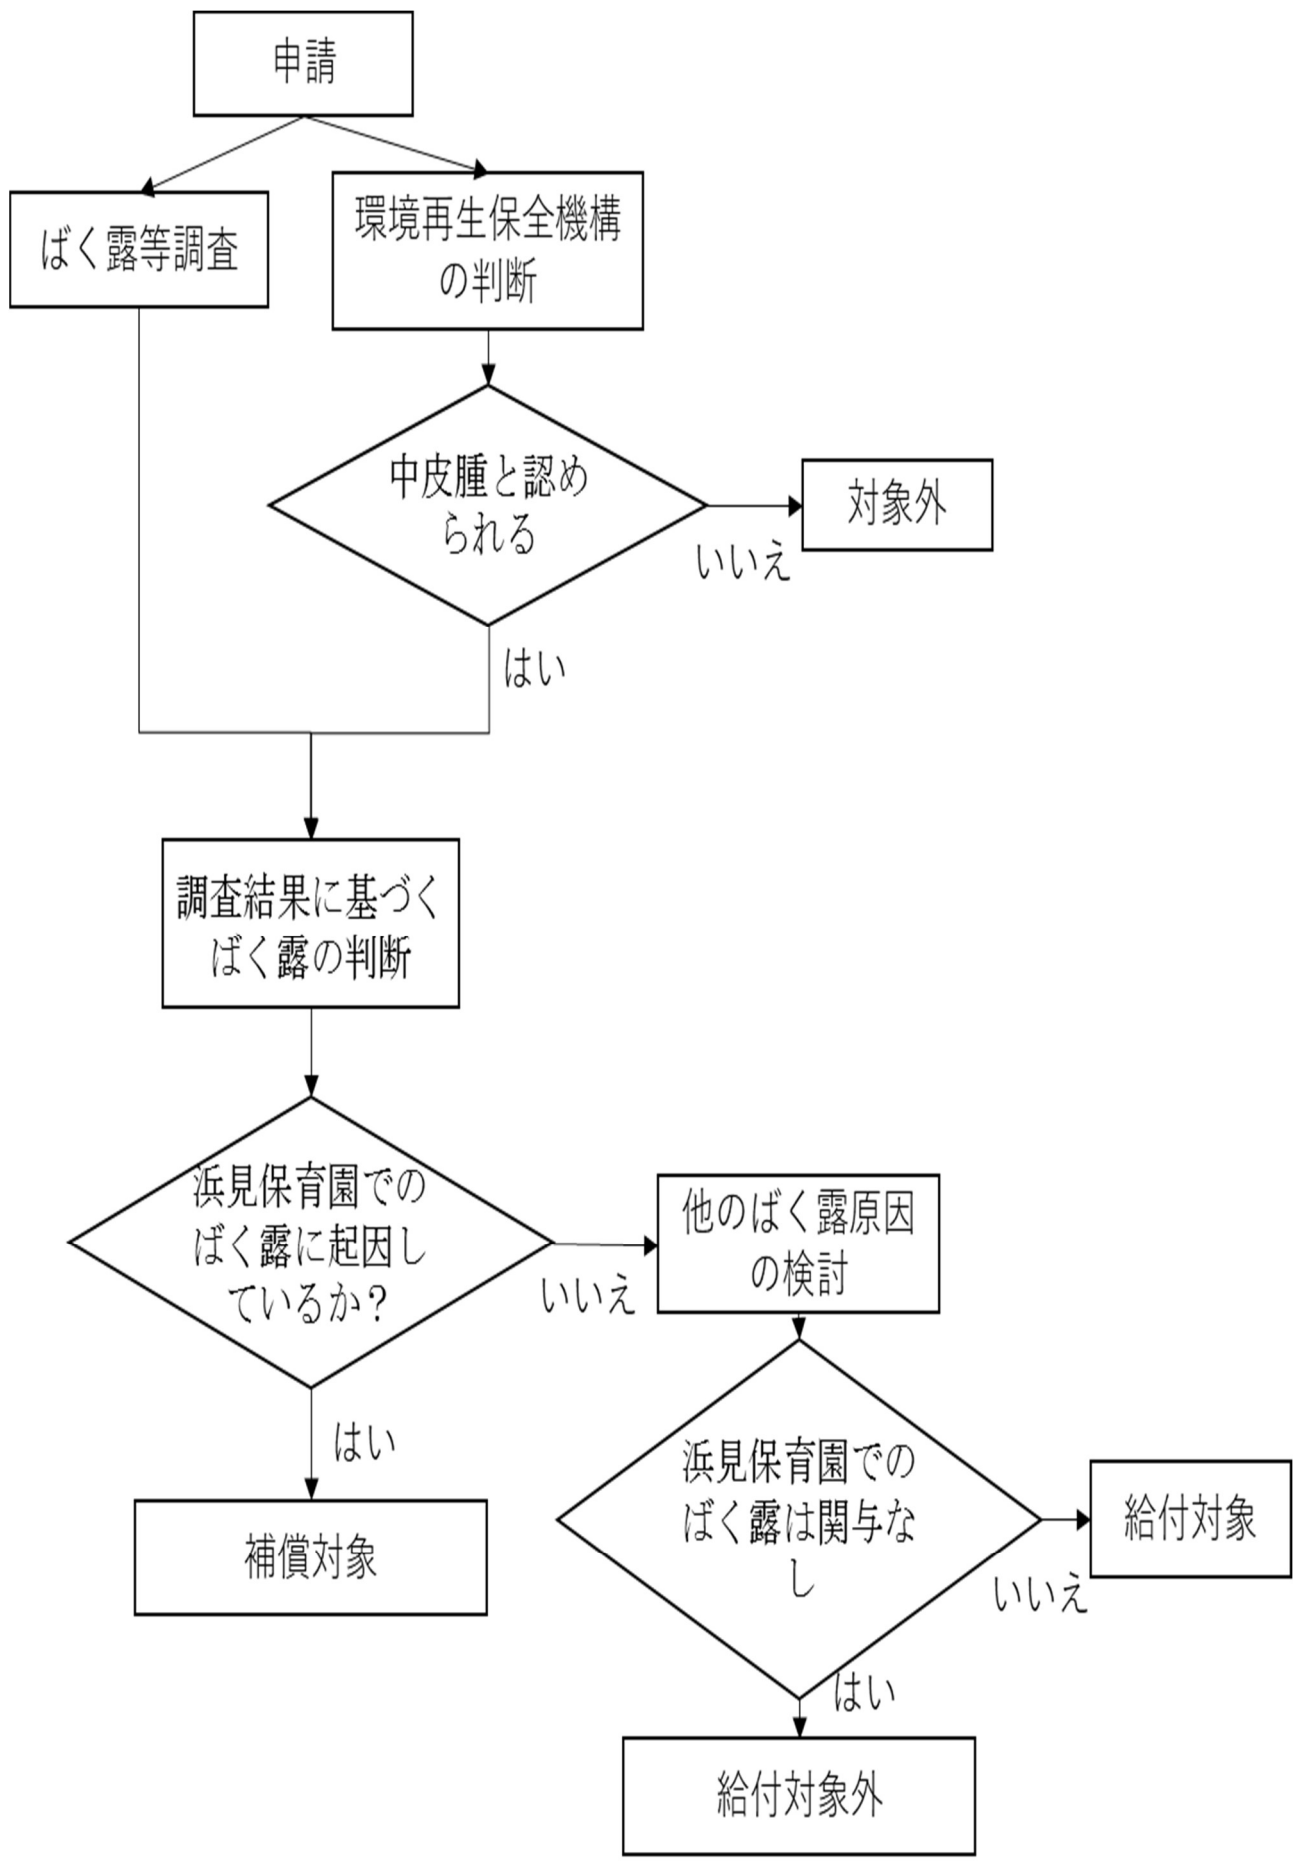 申請
ばく露等調査
環境再生保全機構
の判断
中皮腫と認め
られる
いいえ
対象外
はい
調査結果に基づく
ばく露の判断
浜見保育園での
ばく露に起因し
ているか？
いいえ
他のばく露原因
の検討
はい
補償対象
浜見保育園での
ばく露は関与な
し
いいえ
給付対象
はい
給付対象外